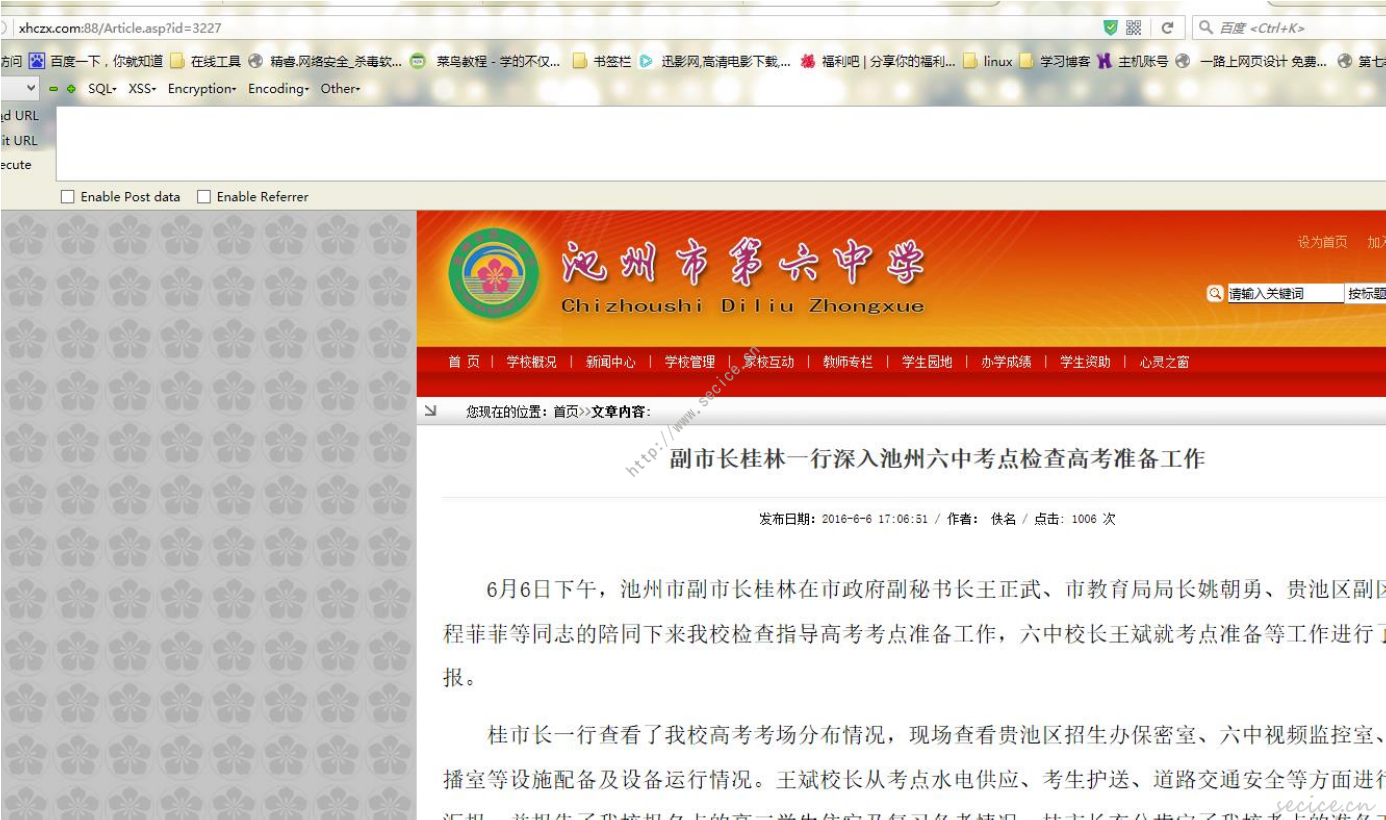 xhczx.com:88/Article.asp?id=3227
百度 <Ctrl+K>
方问 百度一下，你就知道 在线工具 精睿,网络安全_杀毒软... 菜鸟教程 - 学的不仅... 书签栏 迅影网,高清电影下载,... 福利吧 | 分享你的福利... linux 学习博客 主机账号 一路上网页设计 免费... 第七
SQL- XSS- Encryption- Encoding- Other-
d URL
it URL
ecute
Enable Post data Enable Referrer
设为首页 加入
池州市第六中学
Chizhoushi Diliu Zhongxue
请输入关键词 按标题
首 页 | 学校概况 | 新闻中心 | 学校管理 | 家校互动 | 教师专栏 | 学生园地 | 办学成绩 | 学生资助 | 心灵之窗
您现在的位置：首页>>文章内容：
http://www.secice.cn
副市长桂林一行深入池州六中考点检查高考准备工作
发布日期：2016-6-6 17:06:51 / 作者： 佚名 / 点击: 1006 次
6月6日下午，池州市副市长桂林在市政府副秘书长王正武、市教育局局长姚朝勇、贵池区副区
程菲菲等同志的陪同下来我校检查指导高考考点准备工作，六中校长王斌就考点准备等工作进行了
报。
桂市长一行查看了我校高考考场分布情况，现场查看贵池区招生办保密室、六中视频监控室、
播室等设施配备及设备运行情况。王斌校长从考点水电供应、考生护送、道路交通安全等方面进行
secice.cn